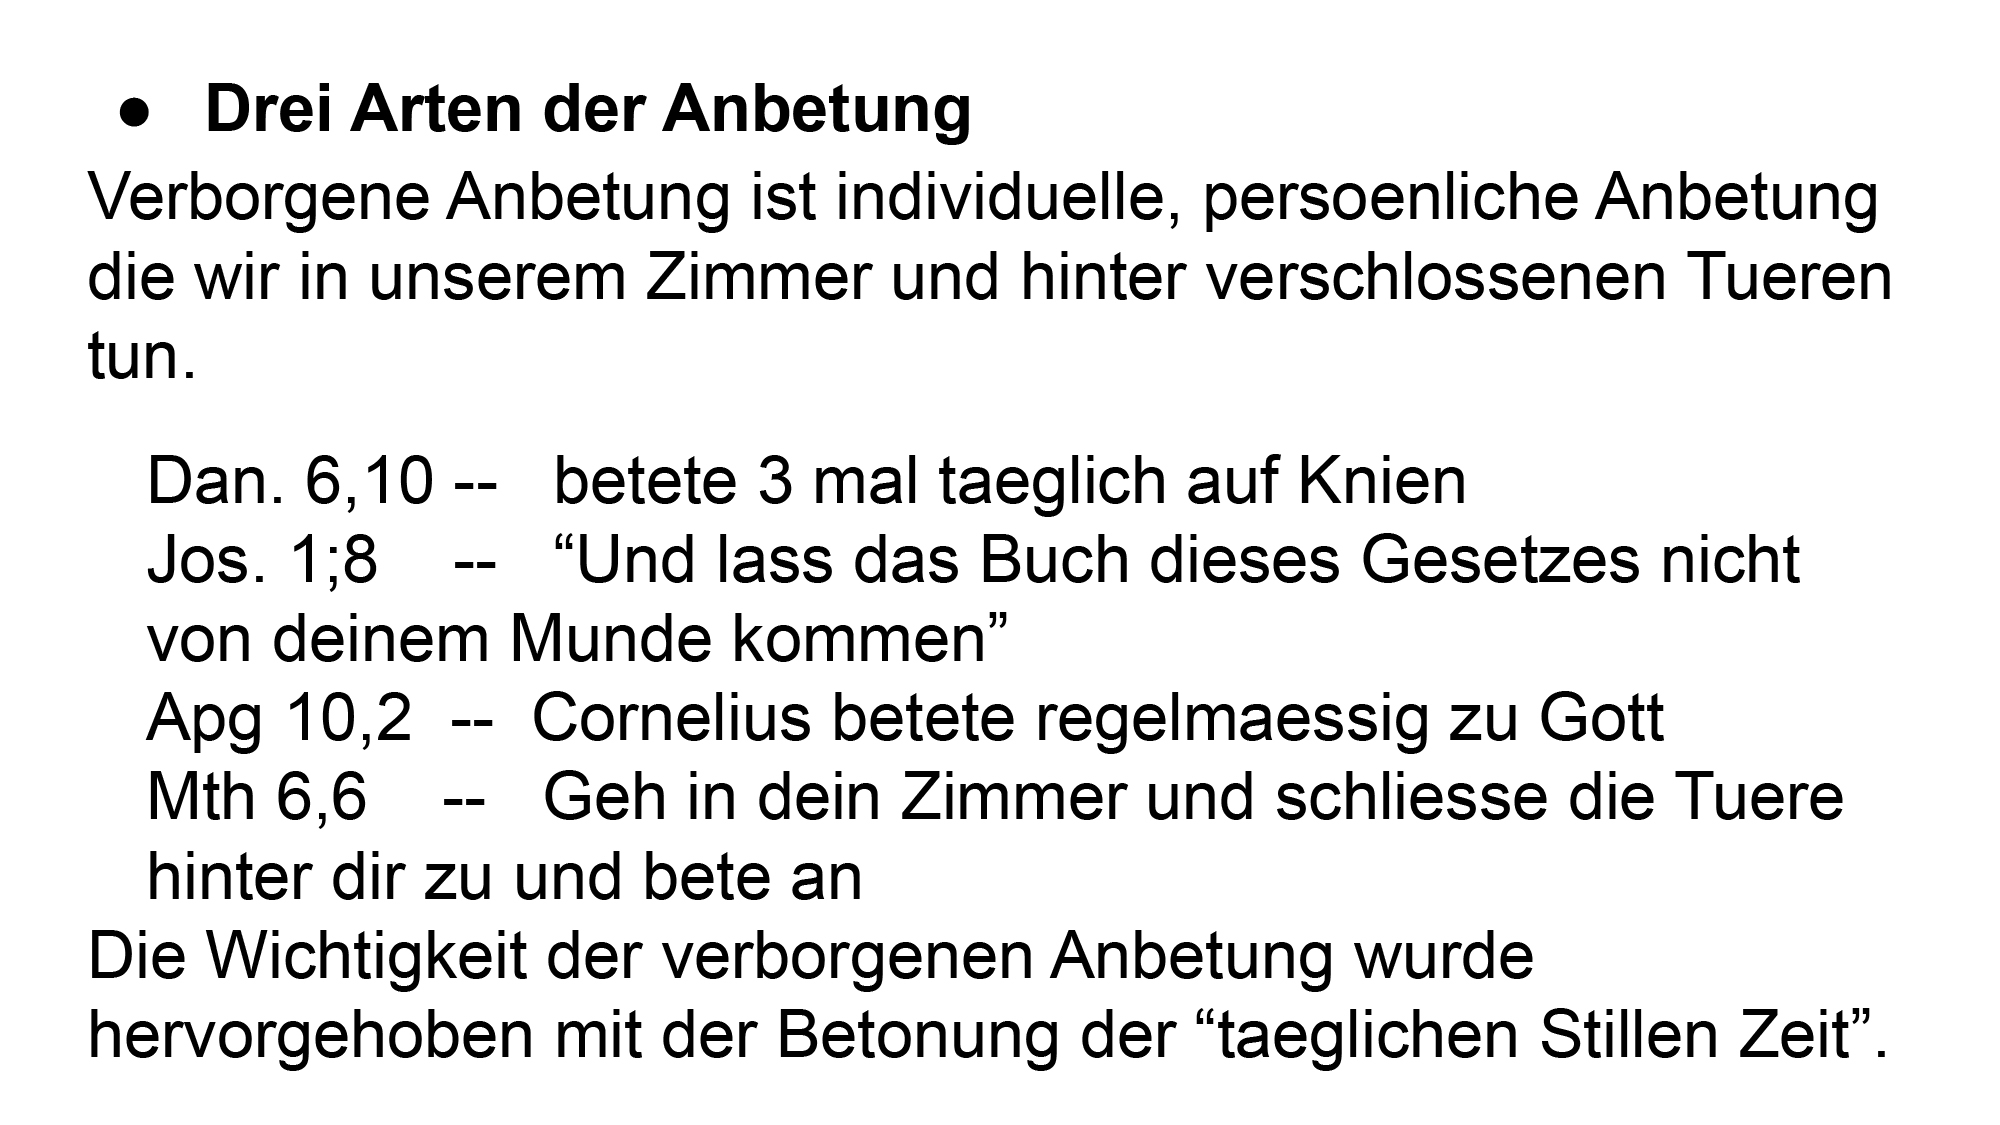 ● Drei Arten der Anbetung
Verborgene Anbetung ist individuelle, persoenliche Anbetung
die wir in unserem Zimmer und hinter verschlossenen Tueren
tun.
Dan. 6,10 -- betete 3 mal taeglich auf Knien
Jos. 1;8 -- “Und lass das Buch dieses Gesetzes nicht
von deinem Munde kommen”
Apg 10,2 -- Cornelius betete regelmaessig zu Gott
Mth 6,6 -- Geh in dein Zimmer und schliesse die Tuere
hinter dir zu und bete an
Die Wichtigkeit der verborgenen Anbetung wurde
hervorgehoben mit der Betonung der “taeglichen Stillen Zeit”.